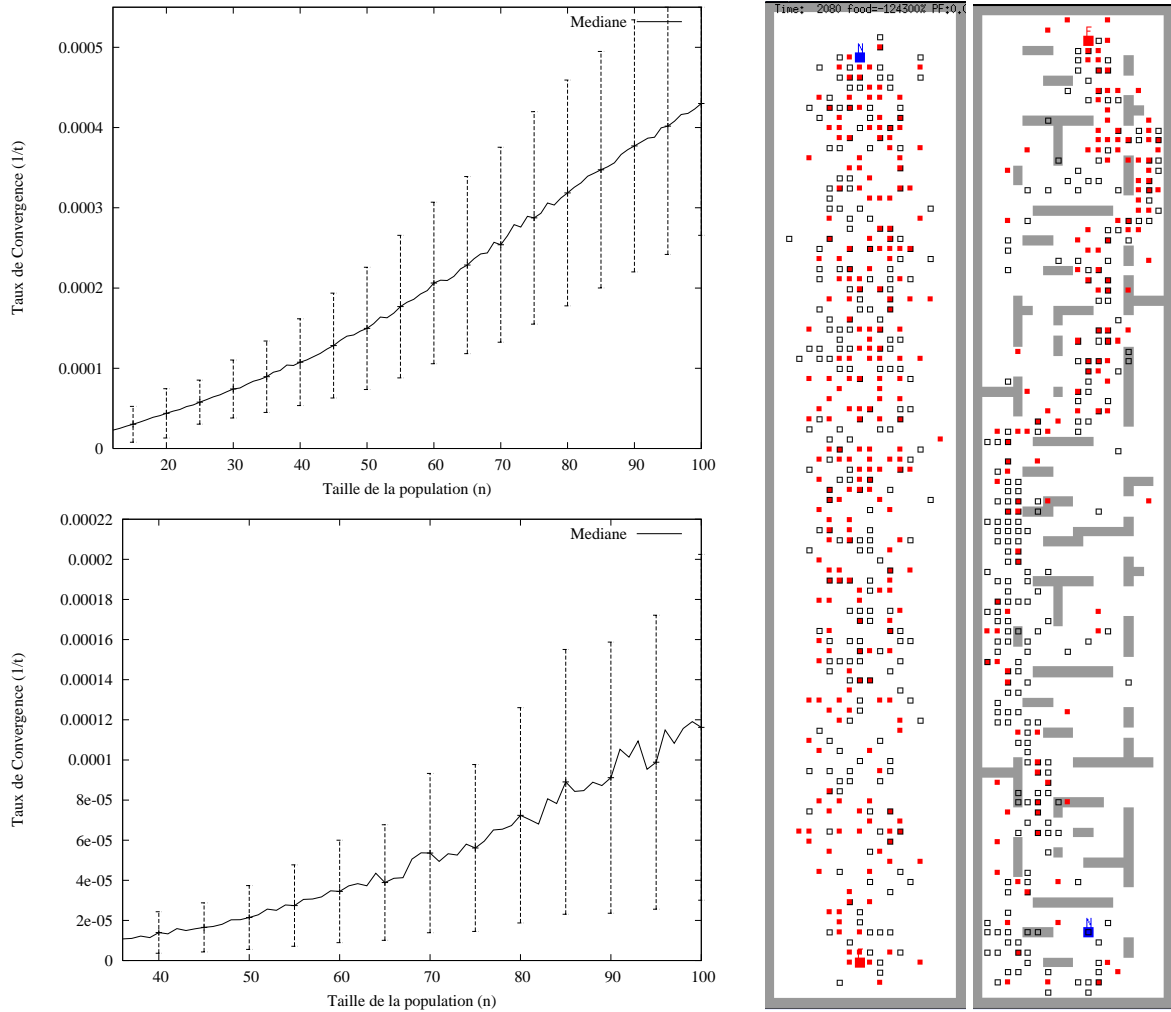 Mediane
0.0005
0.0004
0.0003
0.0002
0.0001
0
Taux de Convergence (1/t)
20 30 40 50 60 70 80 90 100
Taille de la population (n)
Mediane
0.00022
0.0002
0.00018
0.00016
0.00014
0.00012
0.0001
8e-05
6e-05
4e-05
2e-05
0
Taux de Convergence (1/t)
40 50 60 70 80 90 100
Taille de la population (n)
Time: 2080 food=-124300% PF:0.
N
F
N